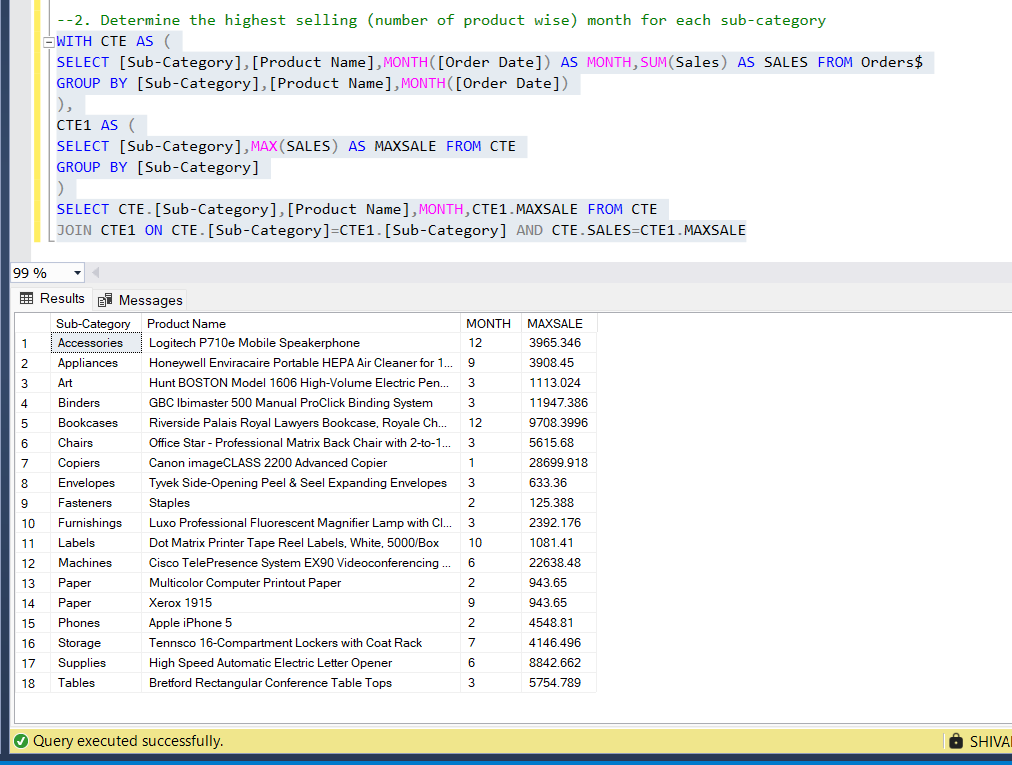 --2. Determine the highest selling (number of product wise) month for each sub-category
WITH CTE AS (
SELECT [Sub-Category],[Product Name],MONTH([Order Date]) AS MONTH,SUM(Sales) AS SALES FROM Orders$
GROUP BY [Sub-Category],[Product Name],MONTH([Order Date])
),
CTE1 AS (
SELECT [Sub-Category],MAX(SALES) AS MAXSALE FROM CTE
GROUP BY [Sub-Category]
)
SELECT CTE.[Sub-Category],[Product Name],MONTH,CTE1.MAXSALE FROM CTE
JOIN CTE1 ON CTE.[Sub-Category]=CTE1.[Sub-Category] AND CTE.SALES=CTE1.MAXSALE
99 %
Results Messages
Sub-Category Product Name MONTH MAXSALE
1 Accessories Logitech P710e Mobile Speakerphone 12 3965.346
2 Appliances Honeywell Enviracaire Portable HEPA Air Cleaner for 1... 9 3908.45
3 Art Hunt BOSTON Model 1606 High-Volume Electric Pen... 3 1113.024
4 Binders GBC Ibimaster 500 Manual ProClick Binding System 3 11947.386
5 Bookcases Riverside Palais Royal Lawyers Bookcase, Royale Ch... 12 9708.3996
6 Chairs Office Star - Professional Matrix Back Chair with 2-to-1... 3 5615.68
7 Copiers Canon imageCLASS 2200 Advanced Copier 1 28699.918
8 Envelopes Tyvek Side-Opening Peel & Seel Expanding Envelopes 3 633.36
9 Fasteners Staples 2 125.388
10 Furnishings Luxo Professional Fluorescent Magnifier Lamp with Cl... 3 2392.176
11 Labels Dot Matrix Printer Tape Reel Labels, White, 5000/Box 10 1081.41
12 Machines Cisco TelePresence System EX90 Videoconferencing ... 6 22638.48
13 Paper Multicolor Computer Printout Paper 2 943.65
14 Paper Xerox 1915 9 943.65
15 Phones Apple iPhone 5 2 4548.81
16 Storage Tennsco 16-Compartment Lockers with Coat Rack 7 4146.496
17 Supplies High Speed Automatic Electric Letter Opener 6 8842.662
18 Tables Bretford Rectangular Conference Table Tops 3 5754.789
Query executed successfully. SHIVA